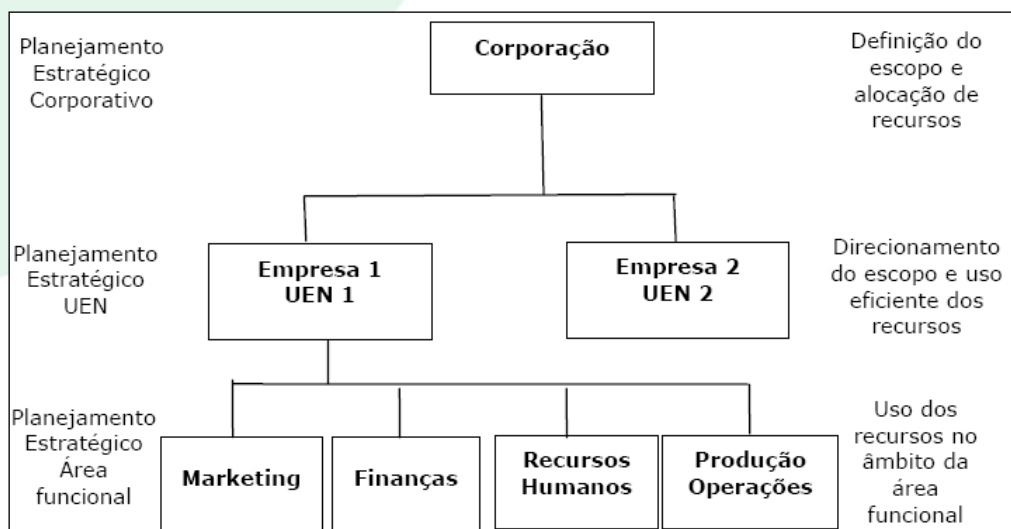 Planejamento
Estratégico
Corporativo
Corporação
Definição do
escopo e
alocação de
recursos
Planejamento
Estratégico
UEN
Empresa 1
UEN 1
Empresa 2
UEN 2
Direcionamento
do escopo e uso
eficiente dos
recursos
Planejamento
Estratégico
Área
funcional
Marketing
Finanças
Recursos
Humanos
Produção
Operações
Uso dos
recursos no
âmbito da
área
funcional